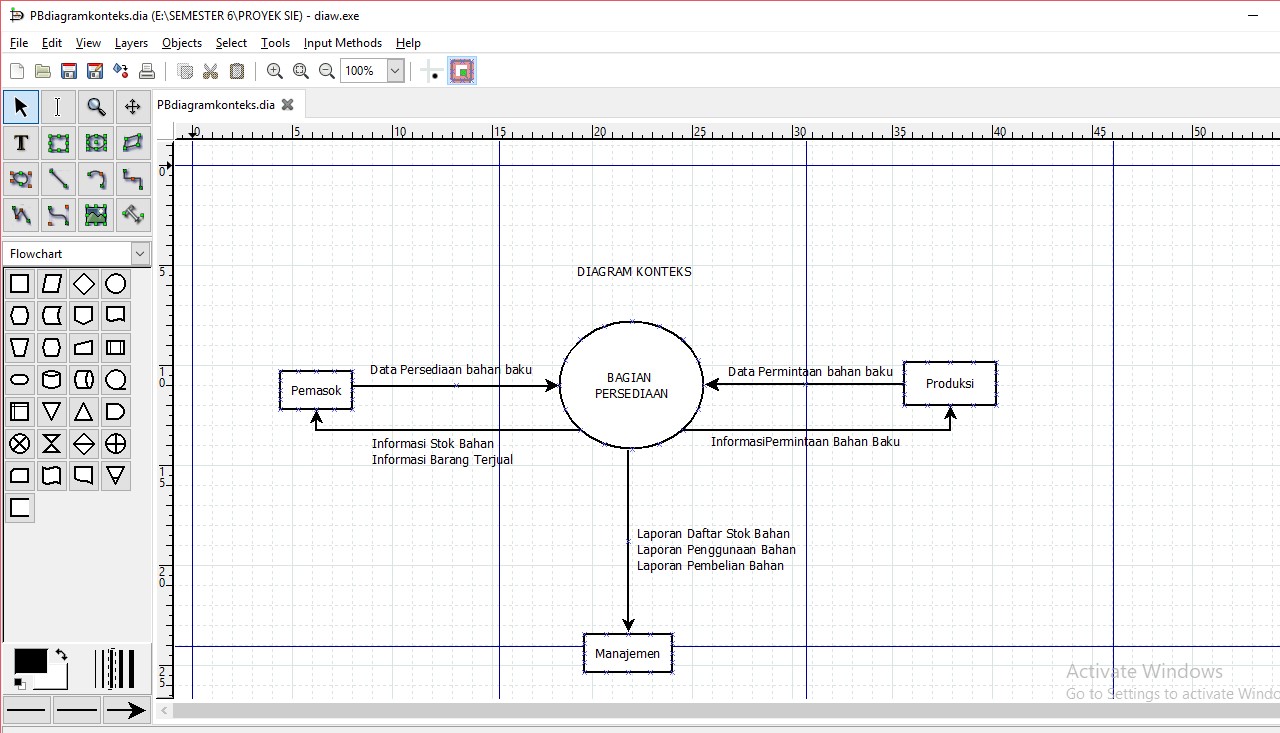 PBdiagramkonteks.dia (E:\SEMESTER 6\PROYEK SIE) - diaw.exe
File Edit View Layers Objects Select Tools Input Methods Help
100%
PBdiagramkonteks.dia
0 5 10 15 20 25 30 35 40 45 50
T
Flowchart
0
5
10
15
20
25
DIAGRAM KONTEKS
Data Persediaan bahan baku
Data Permintaan bahan baku
BAGIAN
PERSEDIAAN
Pemasok
Produksi
Informasi Stok Bahan
Informasi Barang Terjual
InformasiPermintaan Bahan Baku
Laporan Daftar Stok Bahan
Laporan Penggunaan Bahan
Laporan Pembelian Bahan
Manajemen
Activate Windows
Go to Settings to activate Windo